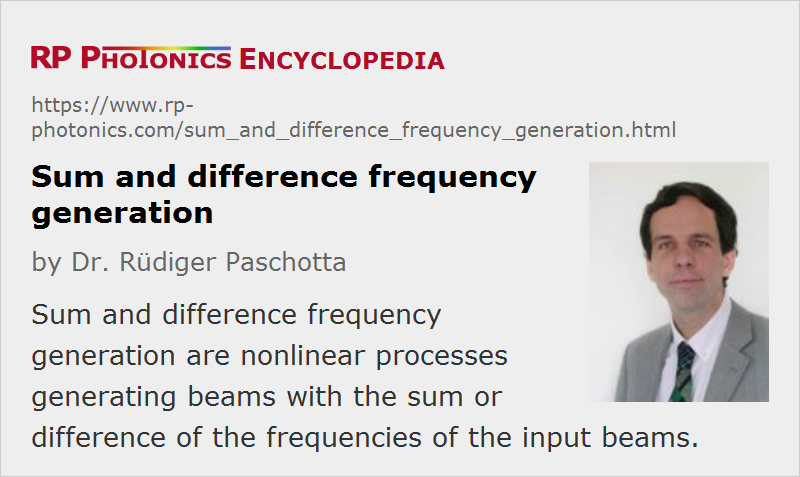 RP PHOTONICS ENCYCLOPEDIA
https://www.rp-
photonics.com/sum_and_difference_frequency_generation.html
Sum and difference frequency
generation
by Dr. Rüdiger Paschotta
Sum and difference frequency
generation are nonlinear processes
generating beams with the sum or
difference of the frequencies of the input beams.